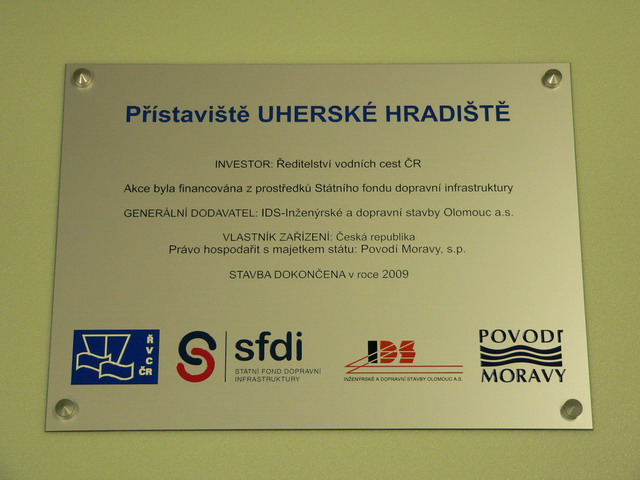 Přístaviště UHERSKÉ HRADIŠTĚ
INVESTOR: Ředitelství vodních cest ČR
Akce byla financována z prostředků Státního fondu dopravní infrastruktury
GENERÁLNÍ DODAVATEL: IDS-Inženýrské a dopravní stavby Olomouc a.s.
VLASTNÍK ZAŘÍZENÍ: Česká republika
Právo hospodařit s majetkem státu: Povodí Moravy, s.p.
STAVBA DOKONČENA v roce 2009
ŘVCČR
sfdi
STÁTNÍ FOND DOPRAVNÍ
INFRASTRUKTURY
IDS
INŽENÝRSKÉ A DOPRAVNÍ STAVBY OLOMOUC A.S.
POVODÍ
MORAVY